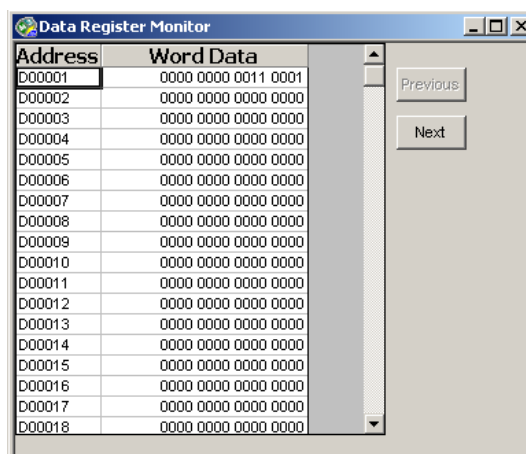 Data Register Monitor
Address Word Data
D00001 0000 0000 0011 0001
D00002 0000 0000 0000 0000
D00003 0000 0000 0000 0000
D00004 0000 0000 0000 0000
D00005 0000 0000 0000 0000
D00006 0000 0000 0000 0000
D00007 0000 0000 0000 0000
D00008 0000 0000 0000 0000
D00009 0000 0000 0000 0000
D00010 0000 0000 0000 0000
D00011 0000 0000 0000 0000
D00012 0000 0000 0000 0000
D00013 0000 0000 0000 0000
D00014 0000 0000 0000 0000
D00015 0000 0000 0000 0000
D00016 0000 0000 0000 0000
D00017 0000 0000 0000 0000
D00018 0000 0000 0000 0000
Previous
Next